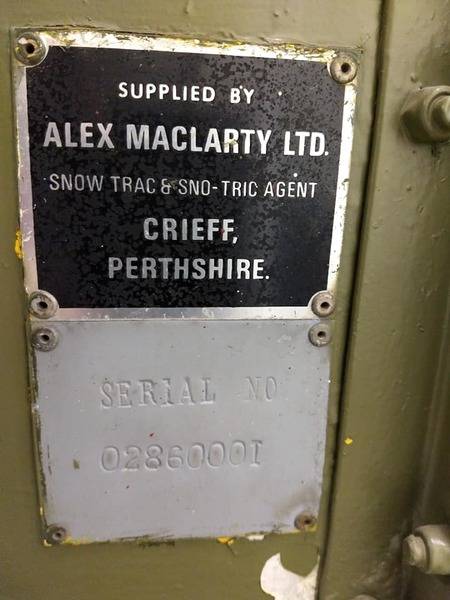 SUPPLIED BY
ALEX MACLARTY LTD.
SNOW TRAC & SNO-TRIC AGENT
CRIEFF,
PERTHSHIRE.
SERIAL NO
0286000I